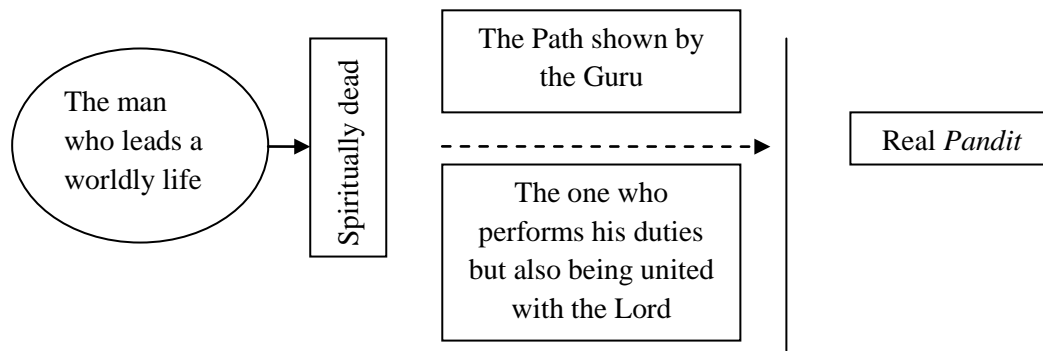 The man
who leads a
worldly life
Spiritually dead
The Path shown by
the Guru
The one who
performs his duties
but also being united
with the Lord
Real Pandit